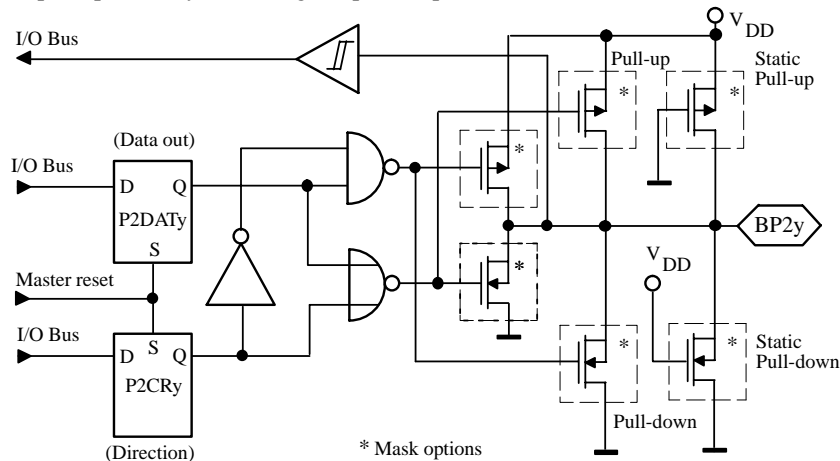 I/O Bus
V DD
Pull-up
Static
Pull-up
*
*
(Data out)
*
I/O Bus
D Q
P2DATy
S
BP2y
*
V DD
Master reset
I/O Bus
S
D Q
P2CRy
*
*
Static
Pull-down
Pull-down
* Mask options
(Direction)